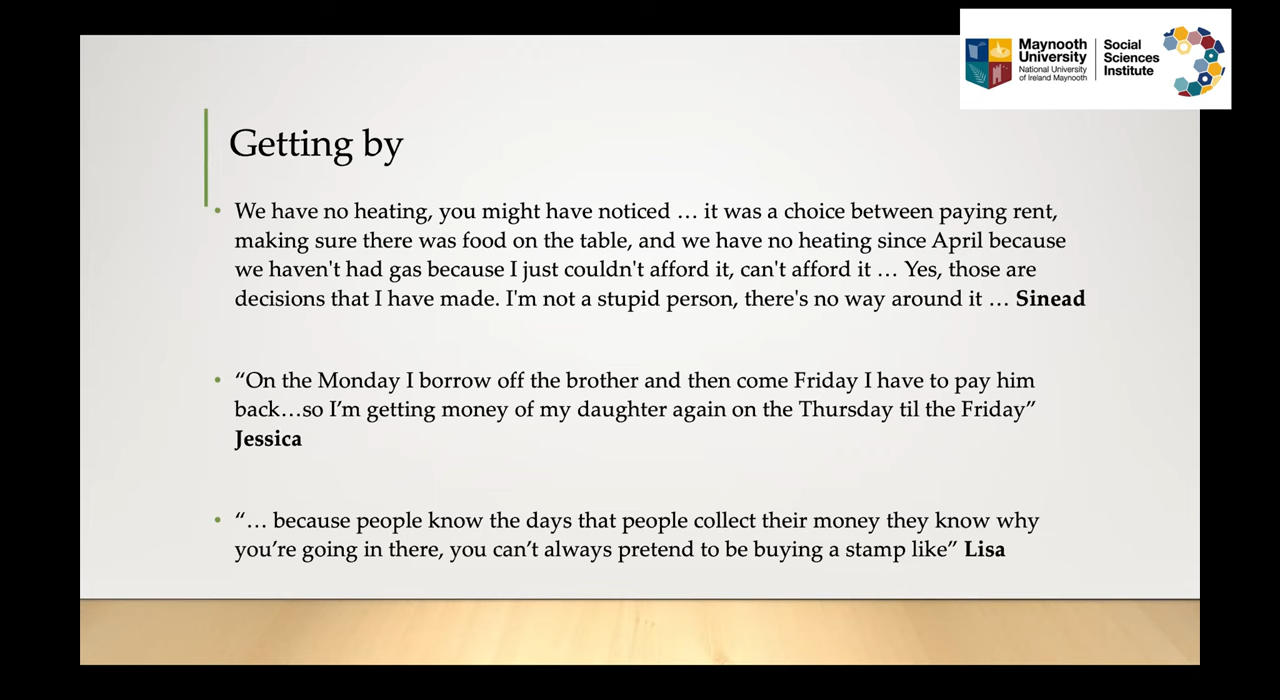 Maynooth
University
National University
of Ireland Maynooth
Social
Sciences
Institute
Getting by
• We have no heating, you might have noticed … it was a choice between paying rent,
making sure there was food on the table, and we have no heating since April because
we haven't had gas because I just couldn't afford it, can't afford it … Yes, those are
decisions that I have made. I'm not a stupid person, there's no way around it … Sinead
• “On the Monday I borrow off the brother and then come Friday I have to pay him
back…so I’m getting money of my daughter again on the Thursday til the Friday”
Jessica
• “… because people know the days that people collect their money they know why
you’re going in there, you can’t always pretend to be buying a stamp like” Lisa